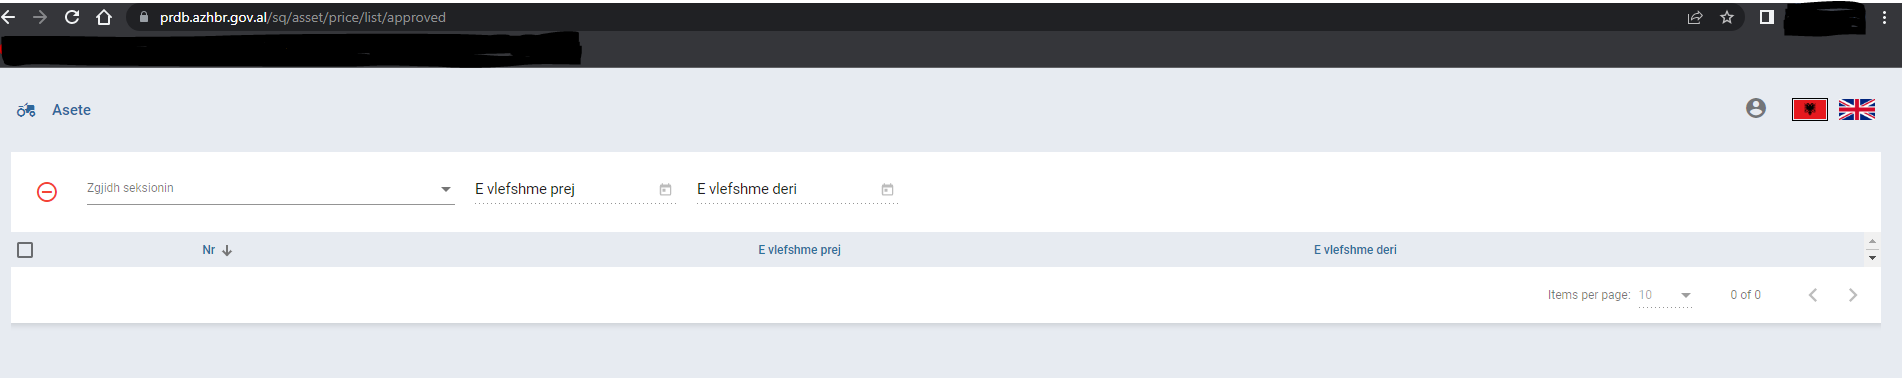 prdb.azhbr.gov.al/sq/asset/price/list/approved
Asete
Zgjidh seksionin E vlefshme prej E vlefshme deri
Nr E vlefshme prej E vlefshme deri
Items per page: 10 0 of 0